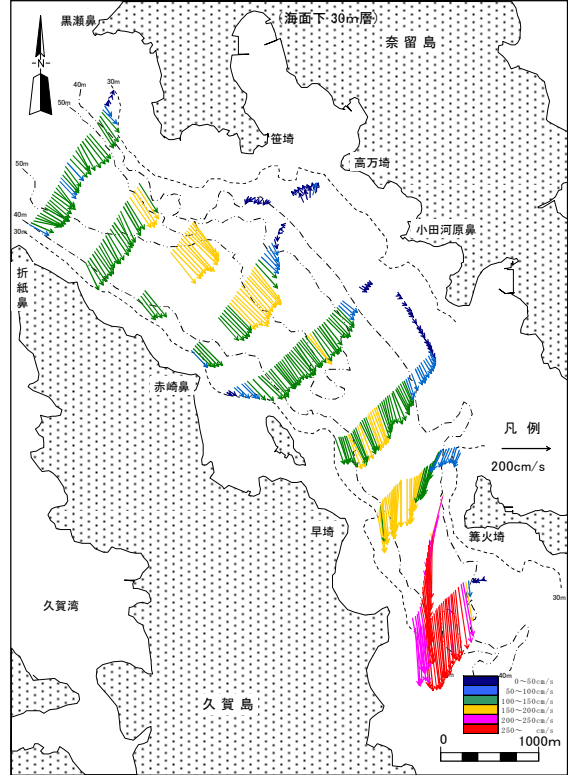 (海面下 30m層)
黒瀬鼻
奈留島
N
30m
40m
50m
笹埼
高万埼
50m
小田河原鼻
40m
30m
折紙鼻
赤崎鼻
凡 例
200cm/s
早埼
篝火埼
久賀湾
30m
久賀島
40m
0~50cm/s
50~100cm/s
100~150cm/s
150~200cm/s
200~250cm/s
250~ cm/s
0 1000m